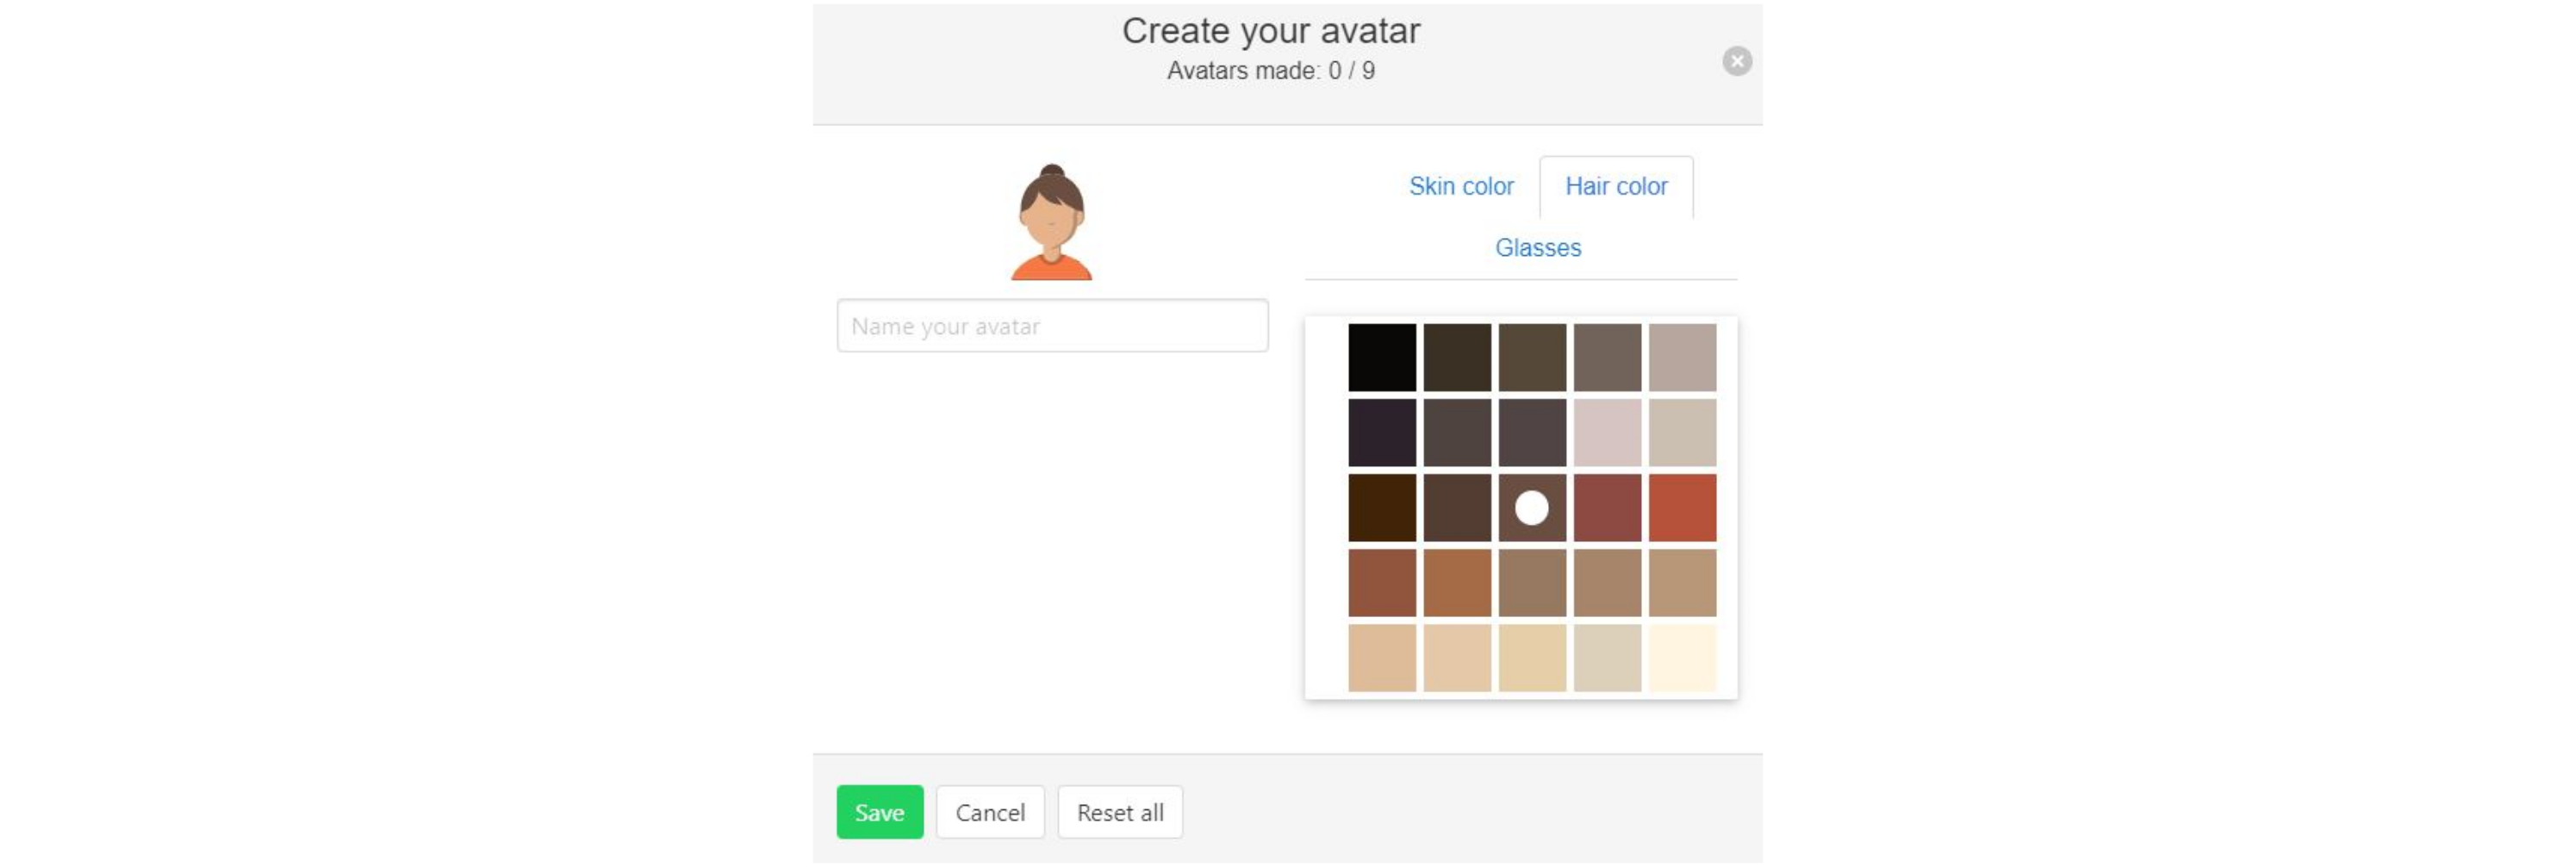 Create your avatar
Avatars made: 0 / 9
Skin color
Hair color
Glasses
Name your avatar
Save
Cancel
Reset all